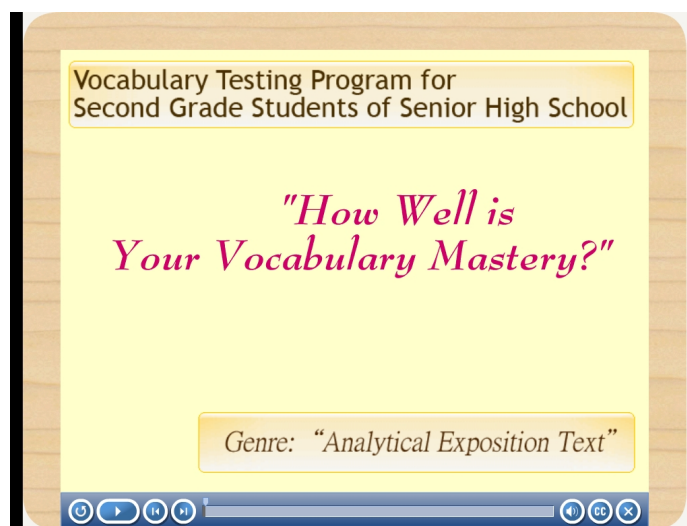 Vocabulary Testing Program for
Second Grade Students of Senior High School
"How Well is
Your Vocabulary Mastery?"
Genre: “Analytical Exposition Text”
CC